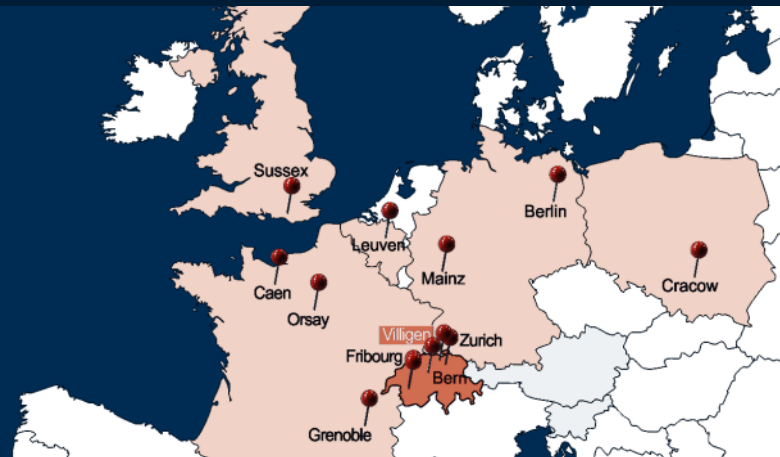 Sussex
Berlin
Leuven
Mainz
Cracow
Caen
Orsay
Villigen
Zurich
Fribourg
Bern
Grenoble